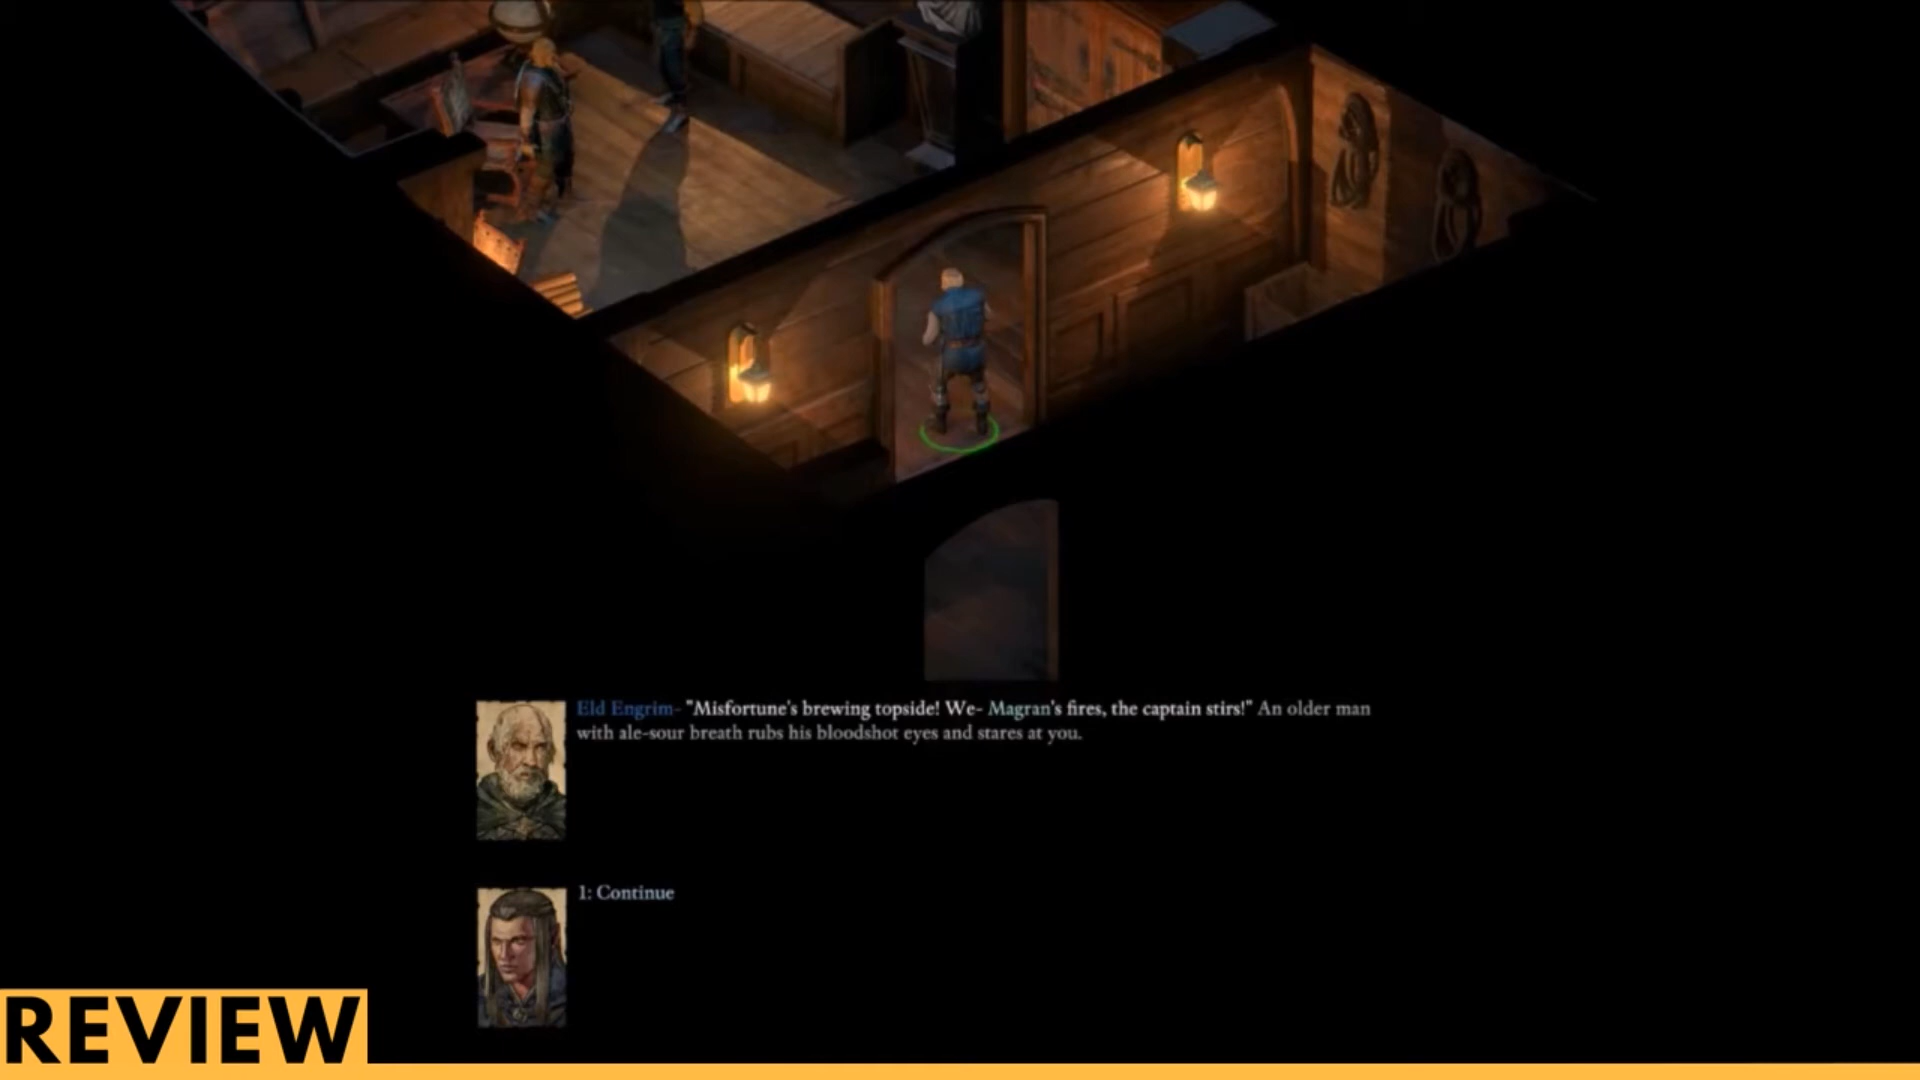 Eld Engrim- "Misfortune's brewing topside! We- Magran's fires, the captain stirs!" An older man
with ale-sour breath rubs his bloodshot eyes and stares at you.
1: Continue
REVIEW